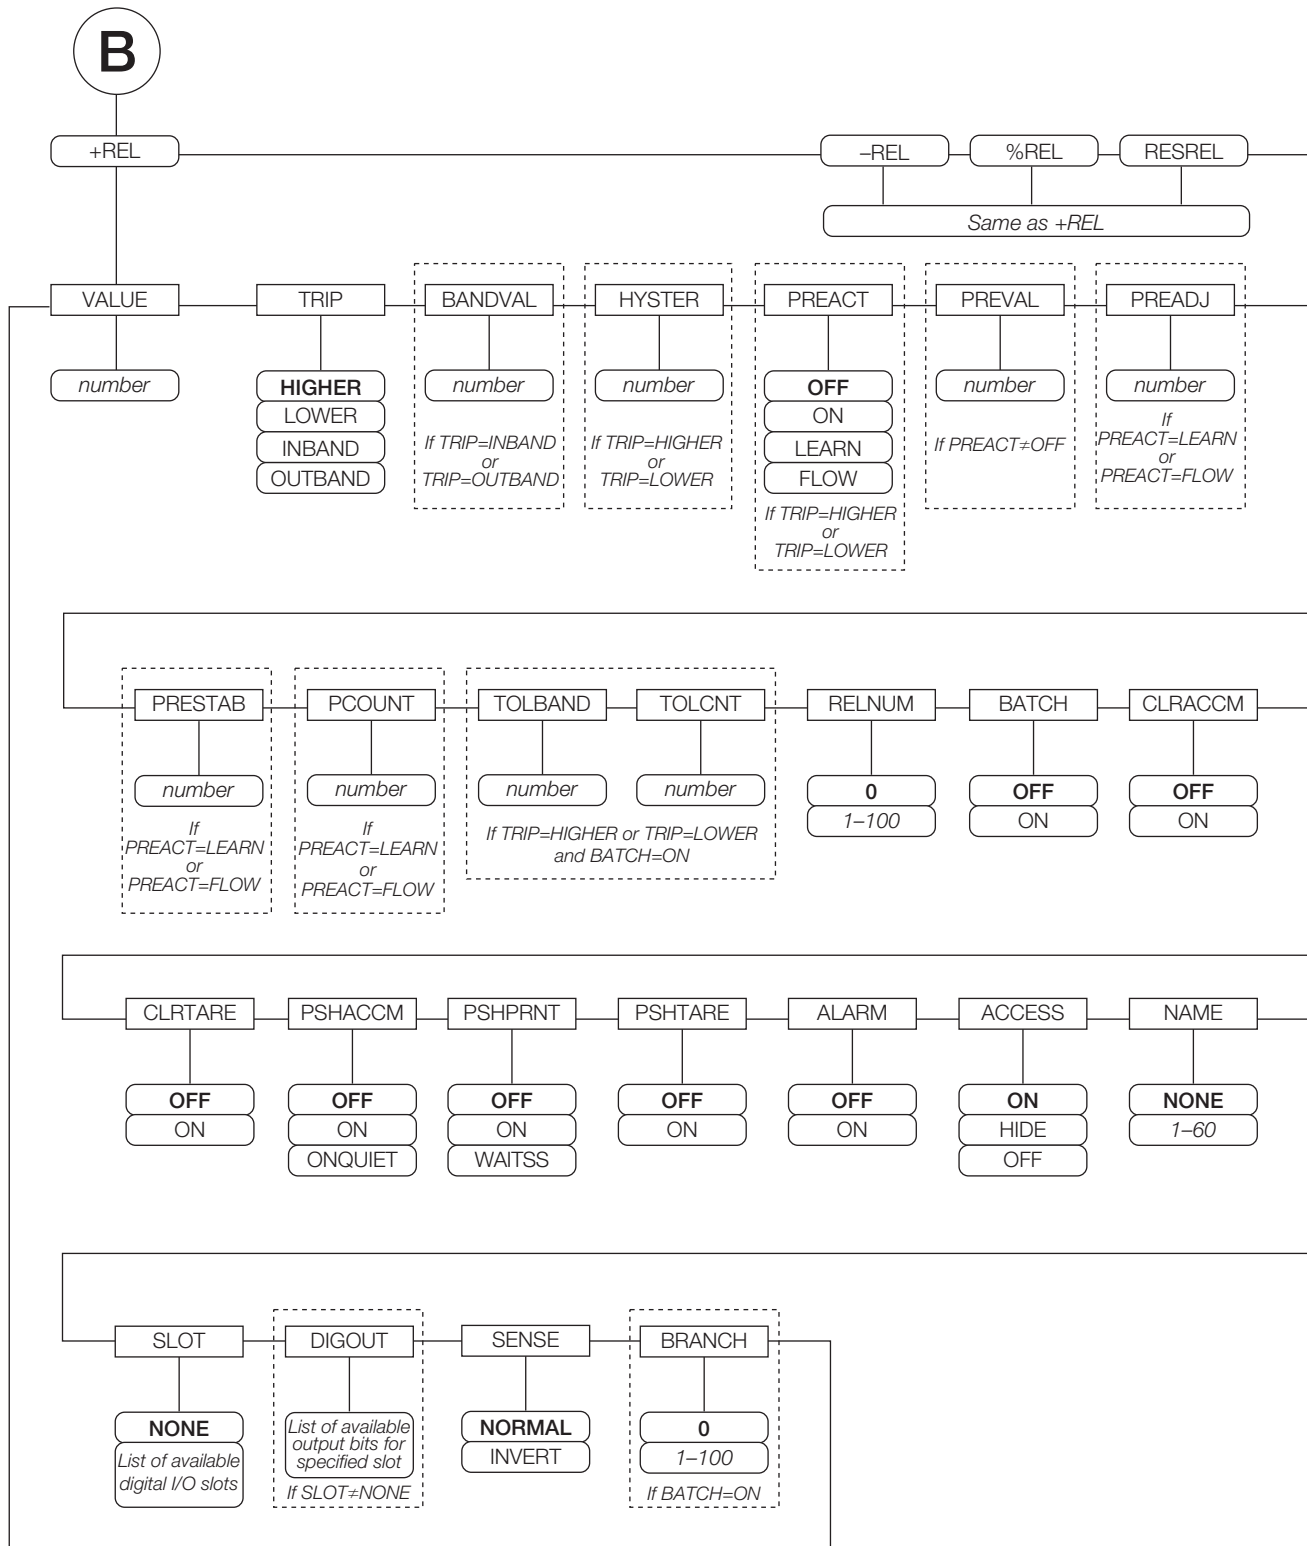 B
+REL
–REL
%REL
RESREL
Same as +REL
VALUE
TRIP
BANDVAL
HYSTER
PREACT
PREVAL
PREADJ
number
HIGHER
LOWER
INBAND
OUTBAND
number
If TRIP=INBAND
or
TRIP=OUTBAND
number
If TRIP=HIGHER
or
TRIP=LOWER
OFF
ON
LEARN
FLOW
If TRIP=HIGHER
or
TRIP=LOWER
number
If PREACT≠OFF
number
If
PREACT=LEARN
or
PREACT=FLOW
PRESTAB
PCOUNT
TOLBAND
TOLCNT
RELNUM
BATCH
CLRACCM
number
If
PREACT=LEARN
or
PREACT=FLOW
number
If
PREACT=LEARN
or
PREACT=FLOW
number
number
If TRIP=HIGHER or TRIP=LOWER
and BATCH=ON
0
1–100
OFF
ON
OFF
ON
CLRTARE
PSHACCM
PSHPRNT
PSHTARE
ALARM
ACCESS
NAME
OFF
ON
OFF
ON
ONQUIET
OFF
ON
WAITSS
OFF
ON
OFF
ON
ON
HIDE
OFF
NONE
1–60
SLOT
DIGOUT
SENSE
BRANCH
NONE
List of available
digital I/O slots
List of available
output bits for
specified slot
If SLOT≠NONE
NORMAL
INVERT
0
1–100
If BATCH=ON